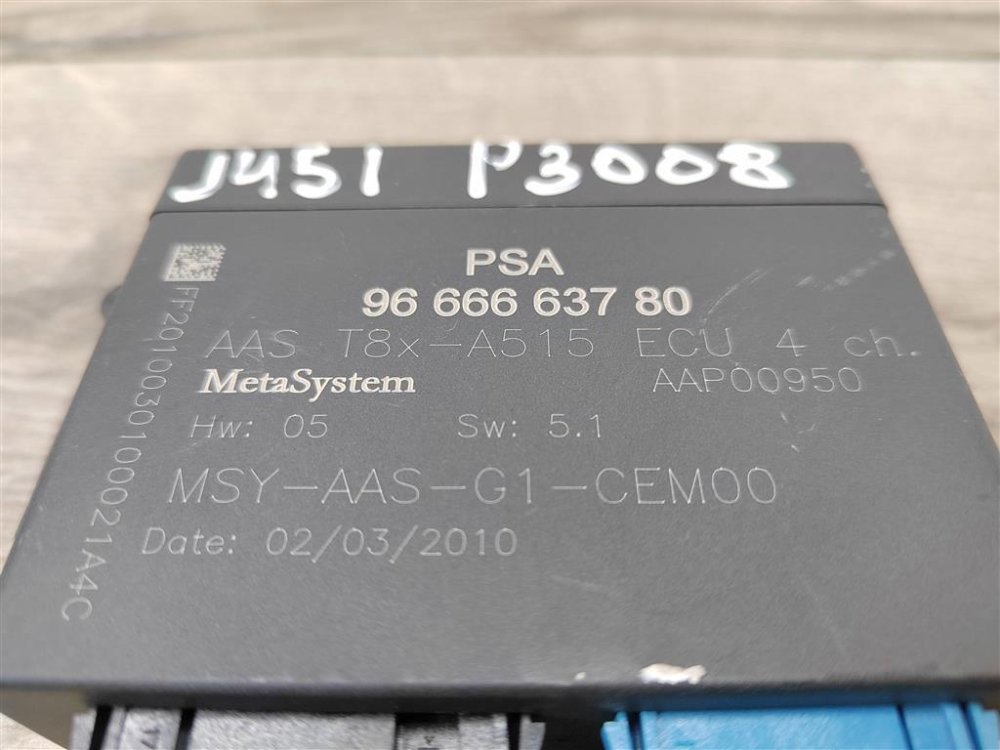 J451 P3008
PSA
96 666 637 80
AAS T8x-A515 ECU 4 ch.
MetaSystem AAP00950
Hw: 05 Sw: 5.1
MSY-AAS-G1-CEM00
Date: 02/03/2010
FF20100301000021A4C